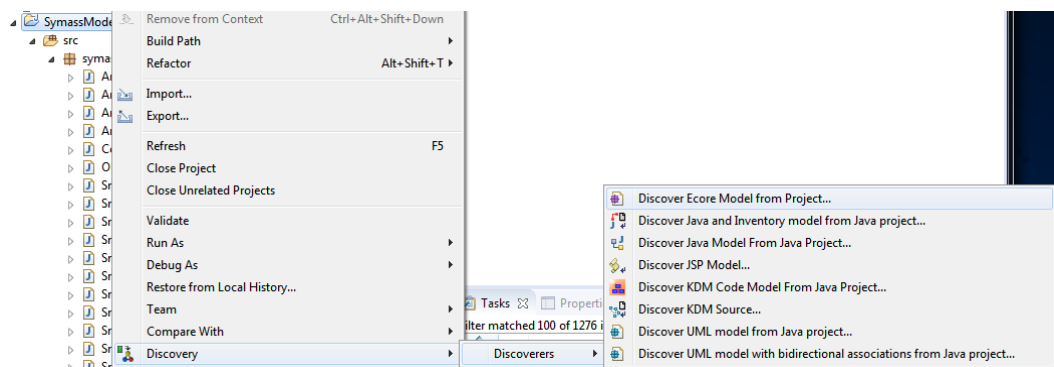 SymassMode
src
syma
Remove from Context Ctrl+Alt+Shift+Down
Build Path
Refactor Alt+Shift+T
Import...
Export...
Refresh F5
Close Project
Close Unrelated Projects
Validate
Run As
Debug As
Restore from Local History...
Team
Compare With
Discovery
Tasks Properti
ilter matched 100 of 1276 i
Discoverers
Discover Ecore Model from Project...
Discover Java and Inventory model from Java project...
Discover Java Model From Java Project...
Discover JSP Model...
Discover KDM Code Model From Java Project...
Discover KDM Source...
Discover UML model from Java project...
Discover UML model with bidirectional associations from Java project...